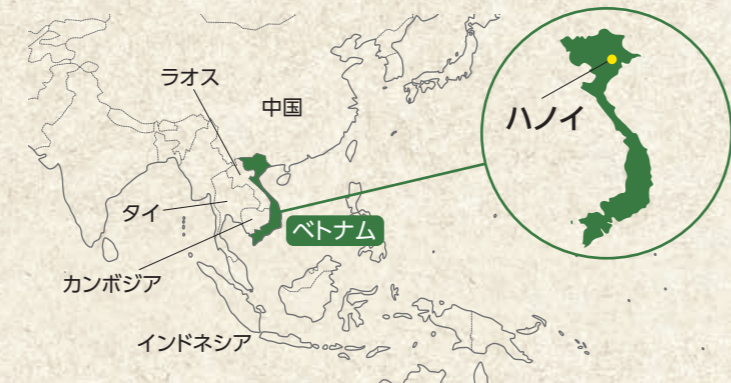 ラオス
中国
ハノイ
タイ
ベトナム
カンボジア
インドネシア